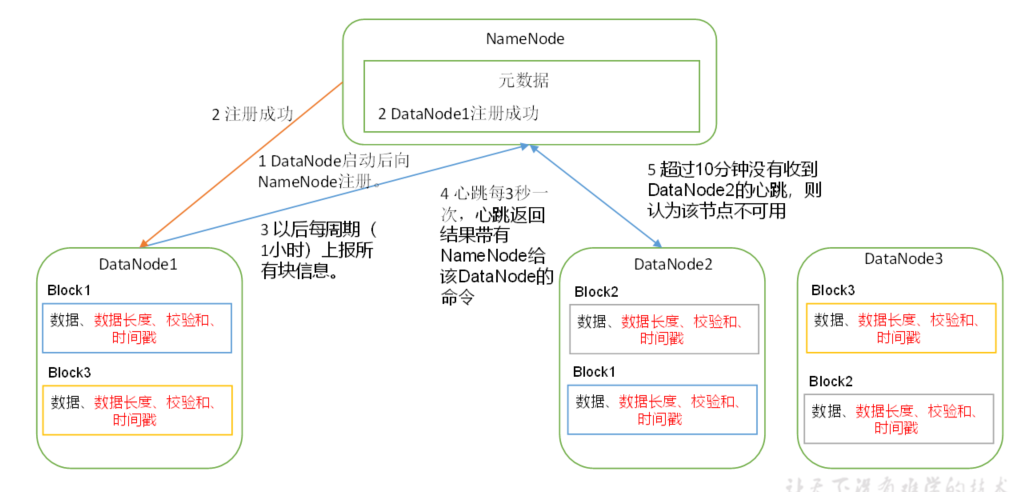 NameNode
元数据
2 DataNode1注册成功
2 注册成功
1 DataNode启动后向
NameNode注册。
3 以后每周期（
1小时）上报所
有块信息。
4 心跳每3秒一
次，心跳返回
结果带有
NameNode给
该DataNode的
命令
5 超过10分钟没有收到
DataNode2的心跳，则
认为该节点不可用
DataNode1
Block1
数据、数据长度、校验和、
时间戳
Block3
数据、数据长度、校验和、
时间戳
DataNode2
Block2
数据、数据长度、校验和、
时间戳
Block1
数据、数据长度、校验和、
时间戳
DataNode3
Block3
数据、数据长度、校验和、
时间戳
Block2
数据、数据长度、校验和、
时间戳
让天下没有难学的技术